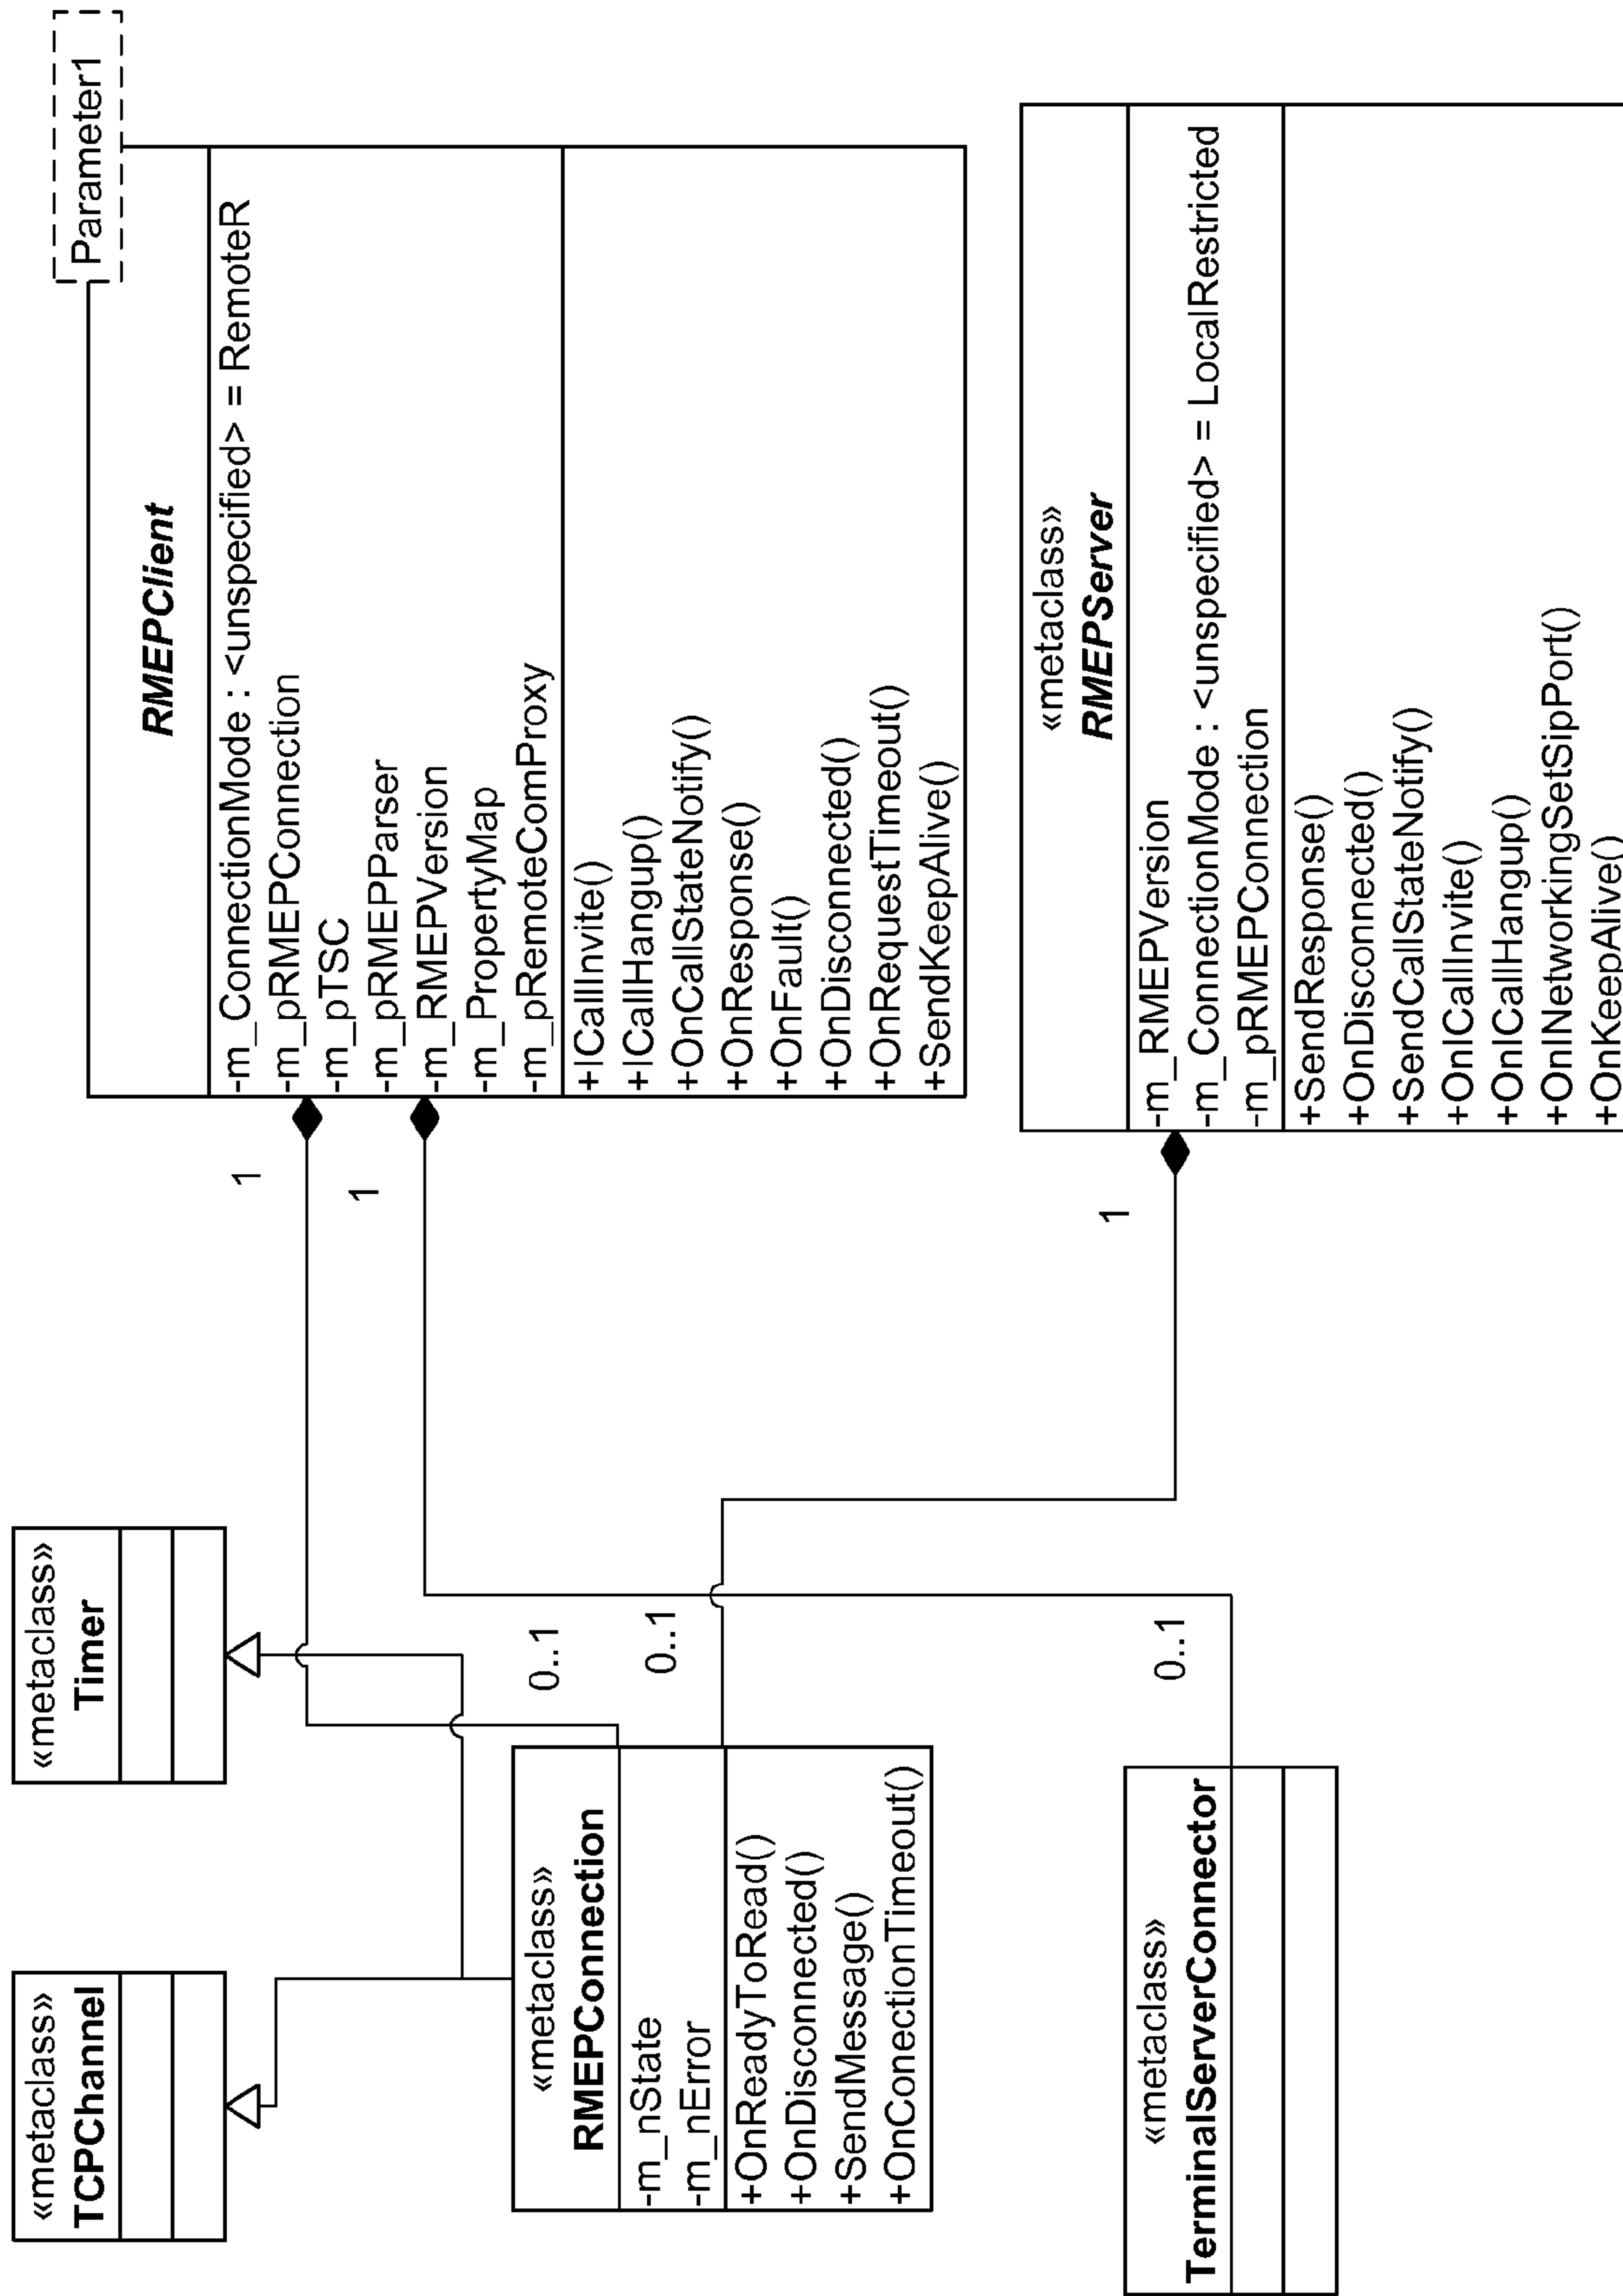 «metaclass»
TCPChannel
«metaclass»
Timer
Parameter1
RMEPClient
-m_ConnectionMode : <unspecified> = RemoteR
-m_pRMEPConnection
-m_pTSC
-m_pRMEPParser
-m_RMEPVersion
-m_PropertyMap
-m_pRemoteComProxy
+ICallInvite()
+ICallHangup()
+OnCallStateNotify()
+OnResponse()
+OnFault()
+OnDisconnected()
+OnRequestTimeout()
+SendKeepAlive()
1
1
0..1
0..1
«metaclass»
RMEPConnection
-m_nState
-m_nError
+OnReadyToRead()
+OnDisconnected()
+SendMessage()
+OnConectionTimeout()
«metaclass»
RMEPServer
-m_RMEPVersion
-m_ConnectionMode : <unspecified> = LocalRestricted
-m_pRMEPConnection
+SendResponse()
+OnDisconnected()
+SendCallStateNotify()
+OnICallInvite()
+OnICallHangup()
+OnINetworkingSetSipPort()
+OnKeepAlive()
1
0..1
«metaclass»
TerminalServerConnector